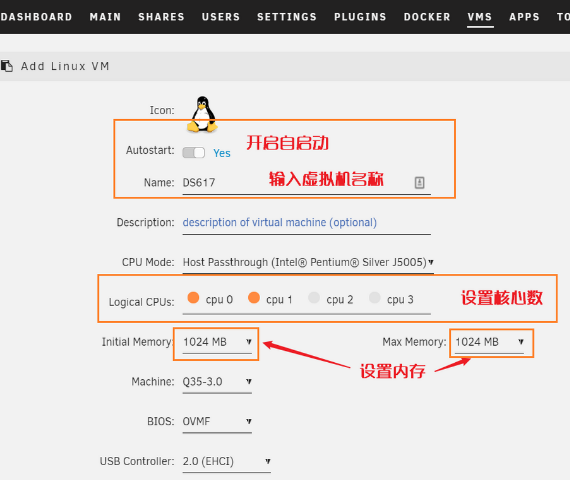 DASHBOARD MAIN SHARES USERS SETTINGS PLUGINS DOCKER VMS APPS TO
Add Linux VM
Icon:
Autostart: Yes 开启自启动
Name: DS617 输入虚拟机名称
Description: description of virtual machine (optional)
CPU Mode: Host Passthrough (Intel® Pentium® Silver J5005)
Logical CPUs: cpu 0 cpu 1 cpu 2 cpu 3 设置核心数
Initial Memory: 1024 MB Max Memory: 1024 MB
设置内存
Machine: Q35-3.0
BIOS: OVMF
USB Controller: 2.0 (EHCI)